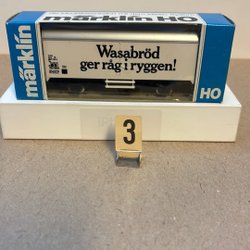 märklin HO
Wasabröd
ger råg i ryggen!
märklin
HO
3